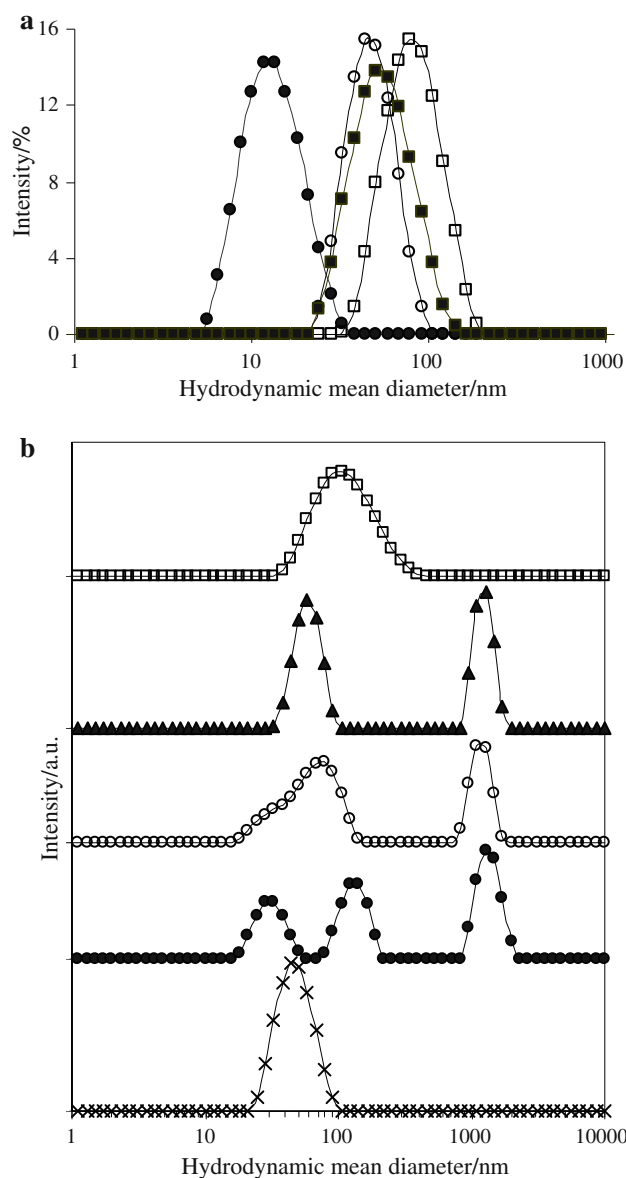 a
16
12
8
4
0
Intensity/%
1 10 100 1000
Hydrodynamic mean diameter/nm
b
Intensity/a.u.
1 10 100 1000 10000
Hydrodynamic mean diameter/nm